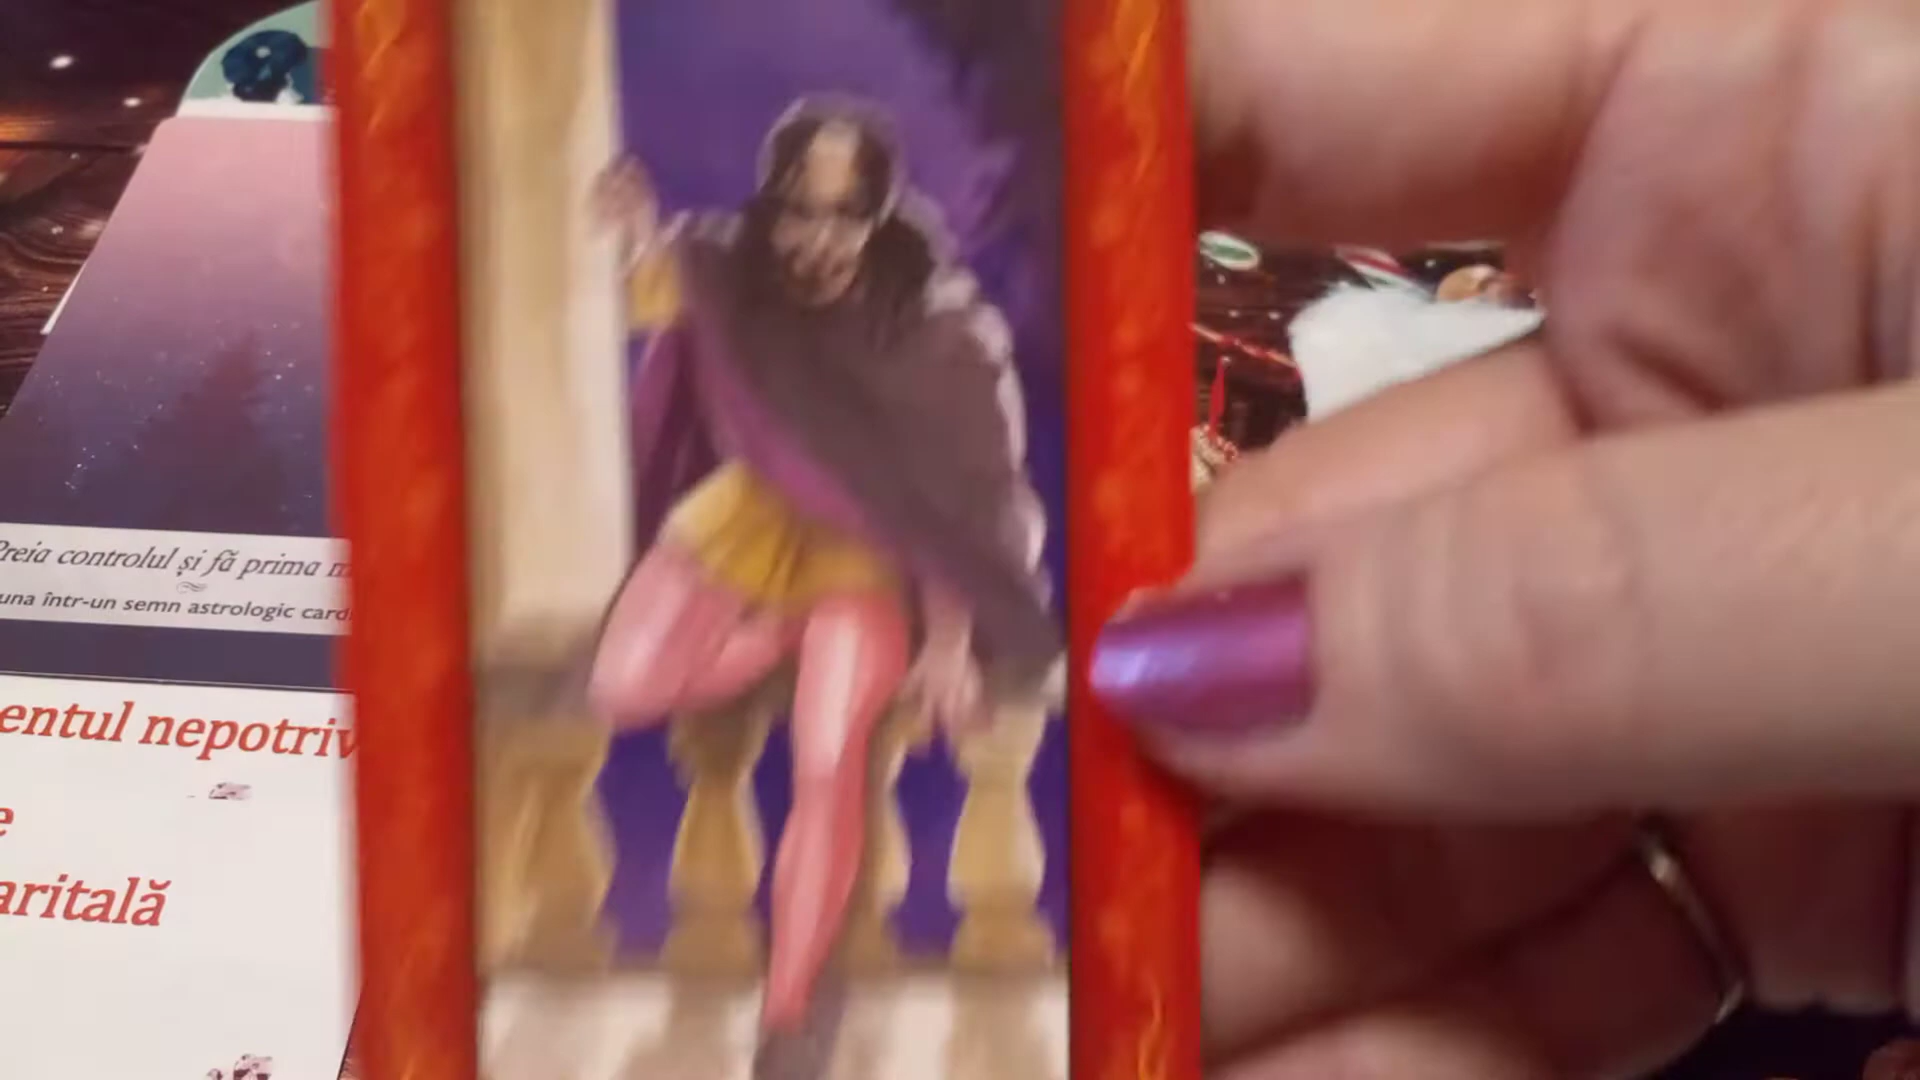 Preia controlul și fă prima
una într-un semn astrologic card
entul nepotriv
e
aritală